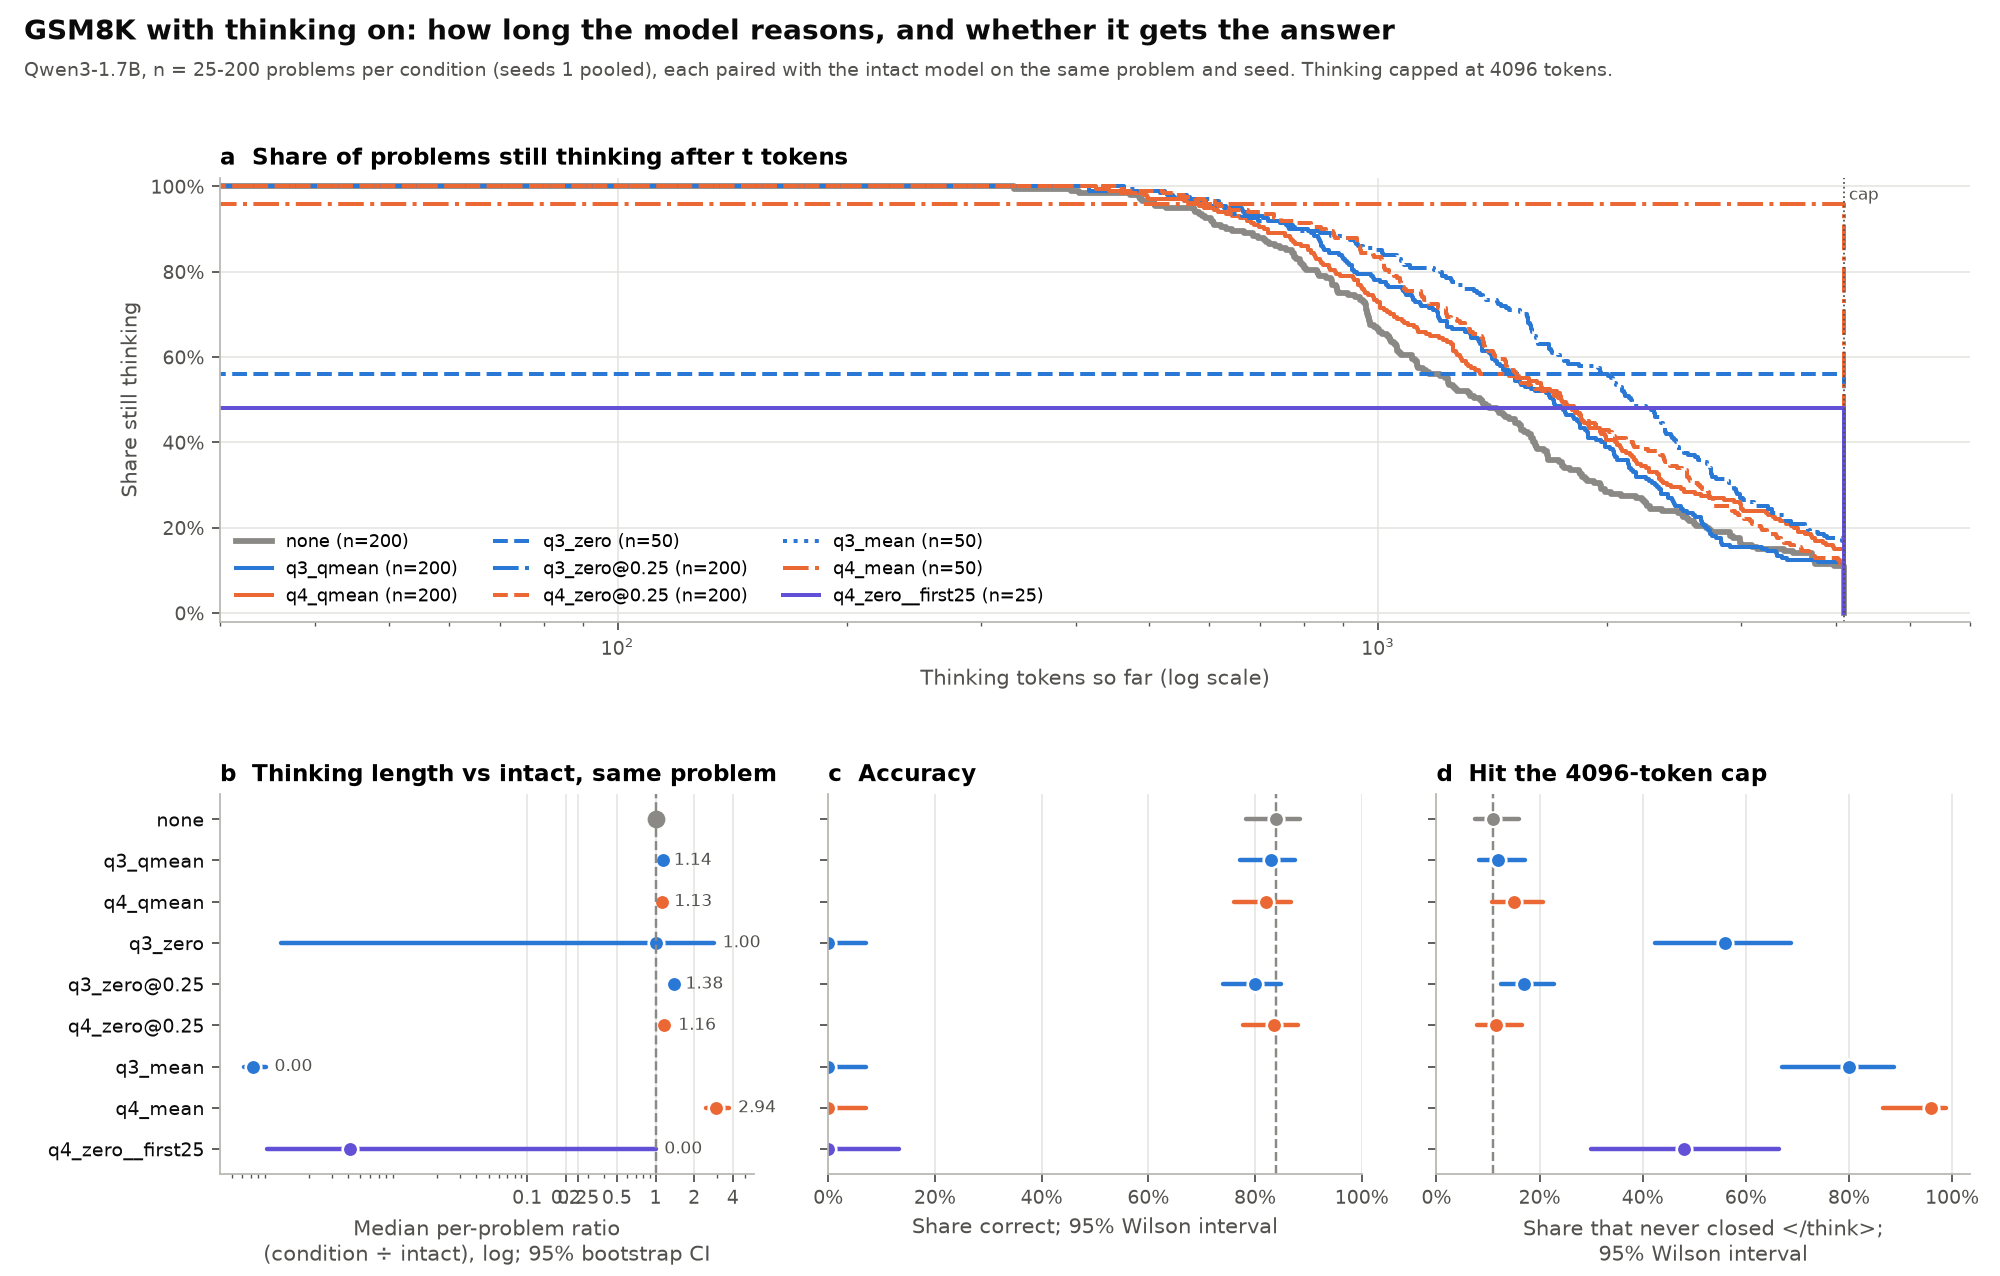 GSM8K with thinking on: how long the model reasons, and whether it gets the answer
Qwen3-1.7B, n = 25-200 problems per condition (seeds 1 pooled), each paired with the intact model on the same problem and seed. Thinking capped at 4096 tokens.
a Share of problems still thinking after t tokens
Share still thinking
100%
80%
60%
40%
20%
0%
cap
none (n=200)
q3_qmean (n=200)
q4_qmean (n=200)
q3_zero (n=50)
q3_zero@0.25 (n=200)
q4_zero@0.25 (n=200)
q3_mean (n=50)
q4_mean (n=50)
q4_zero__first25 (n=25)
10²
10³
Thinking tokens so far (log scale)
b Thinking length vs intact, same problem
none
q3_qmean
q4_qmean
q3_zero
q3_zero@0.25
q4_zero@0.25
q3_mean
q4_mean
q4_zero__first25
1.14
1.13
1.00
1.38
1.16
0.00
2.94
0.00
0.1 0.2 0.25 0.5 1 2 4
Median per-problem ratio
(condition ÷ intact), log; 95% bootstrap CI
c Accuracy
0% 20% 40% 60% 80% 100%
Share correct; 95% Wilson interval
d Hit the 4096-token cap
0% 20% 40% 60% 80% 100%
Share that never closed </think>;
95% Wilson interval